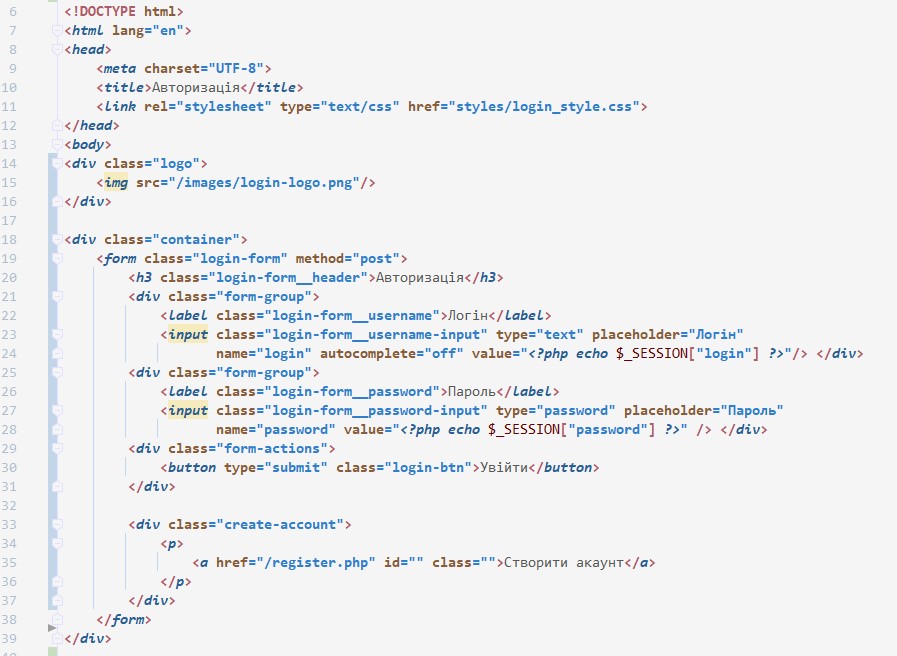 6 <!DOCTYPE html>
7 <html lang="en">
8 <head>
9     <meta charset="UTF-8">
10     <title>Авторизація</title>
11     <link rel="stylesheet" type="text/css" href="styles/login_style.css">
12 </head>
13 <body>
14 <div class="logo">
15     <img src="/images/login-logo.png"/>
16 </div>
17
18 <div class="container">
19     <form class="login-form" method="post">
20         <h3 class="login-form__header">Авторизація</h3>
21         <div class="form-group">
22             <label class="login-form__username">Логін</label>
23             <input class="login-form__username-input" type="text" placeholder="Логін"
24                    name="login" autocomplete="off" value="<?php echo $_SESSION["login"] ?>"/> </div>
25         <div class="form-group">
26             <label class="login-form__password">Пароль</label>
27             <input class="login-form__password-input" type="password" placeholder="Пароль"
28                    name="password" value="<?php echo $_SESSION["password"] ?>" /> </div>
29         <div class="form-actions">
30             <button type="submit" class="login-btn">Увійти</button>
31         </div>
32
33         <div class="create-account">
34             <p>
35                 <a href="/register.php" id="" class="">Створити акаунт</a>
36             </p>
37         </div>
38     </form>
39 </div>